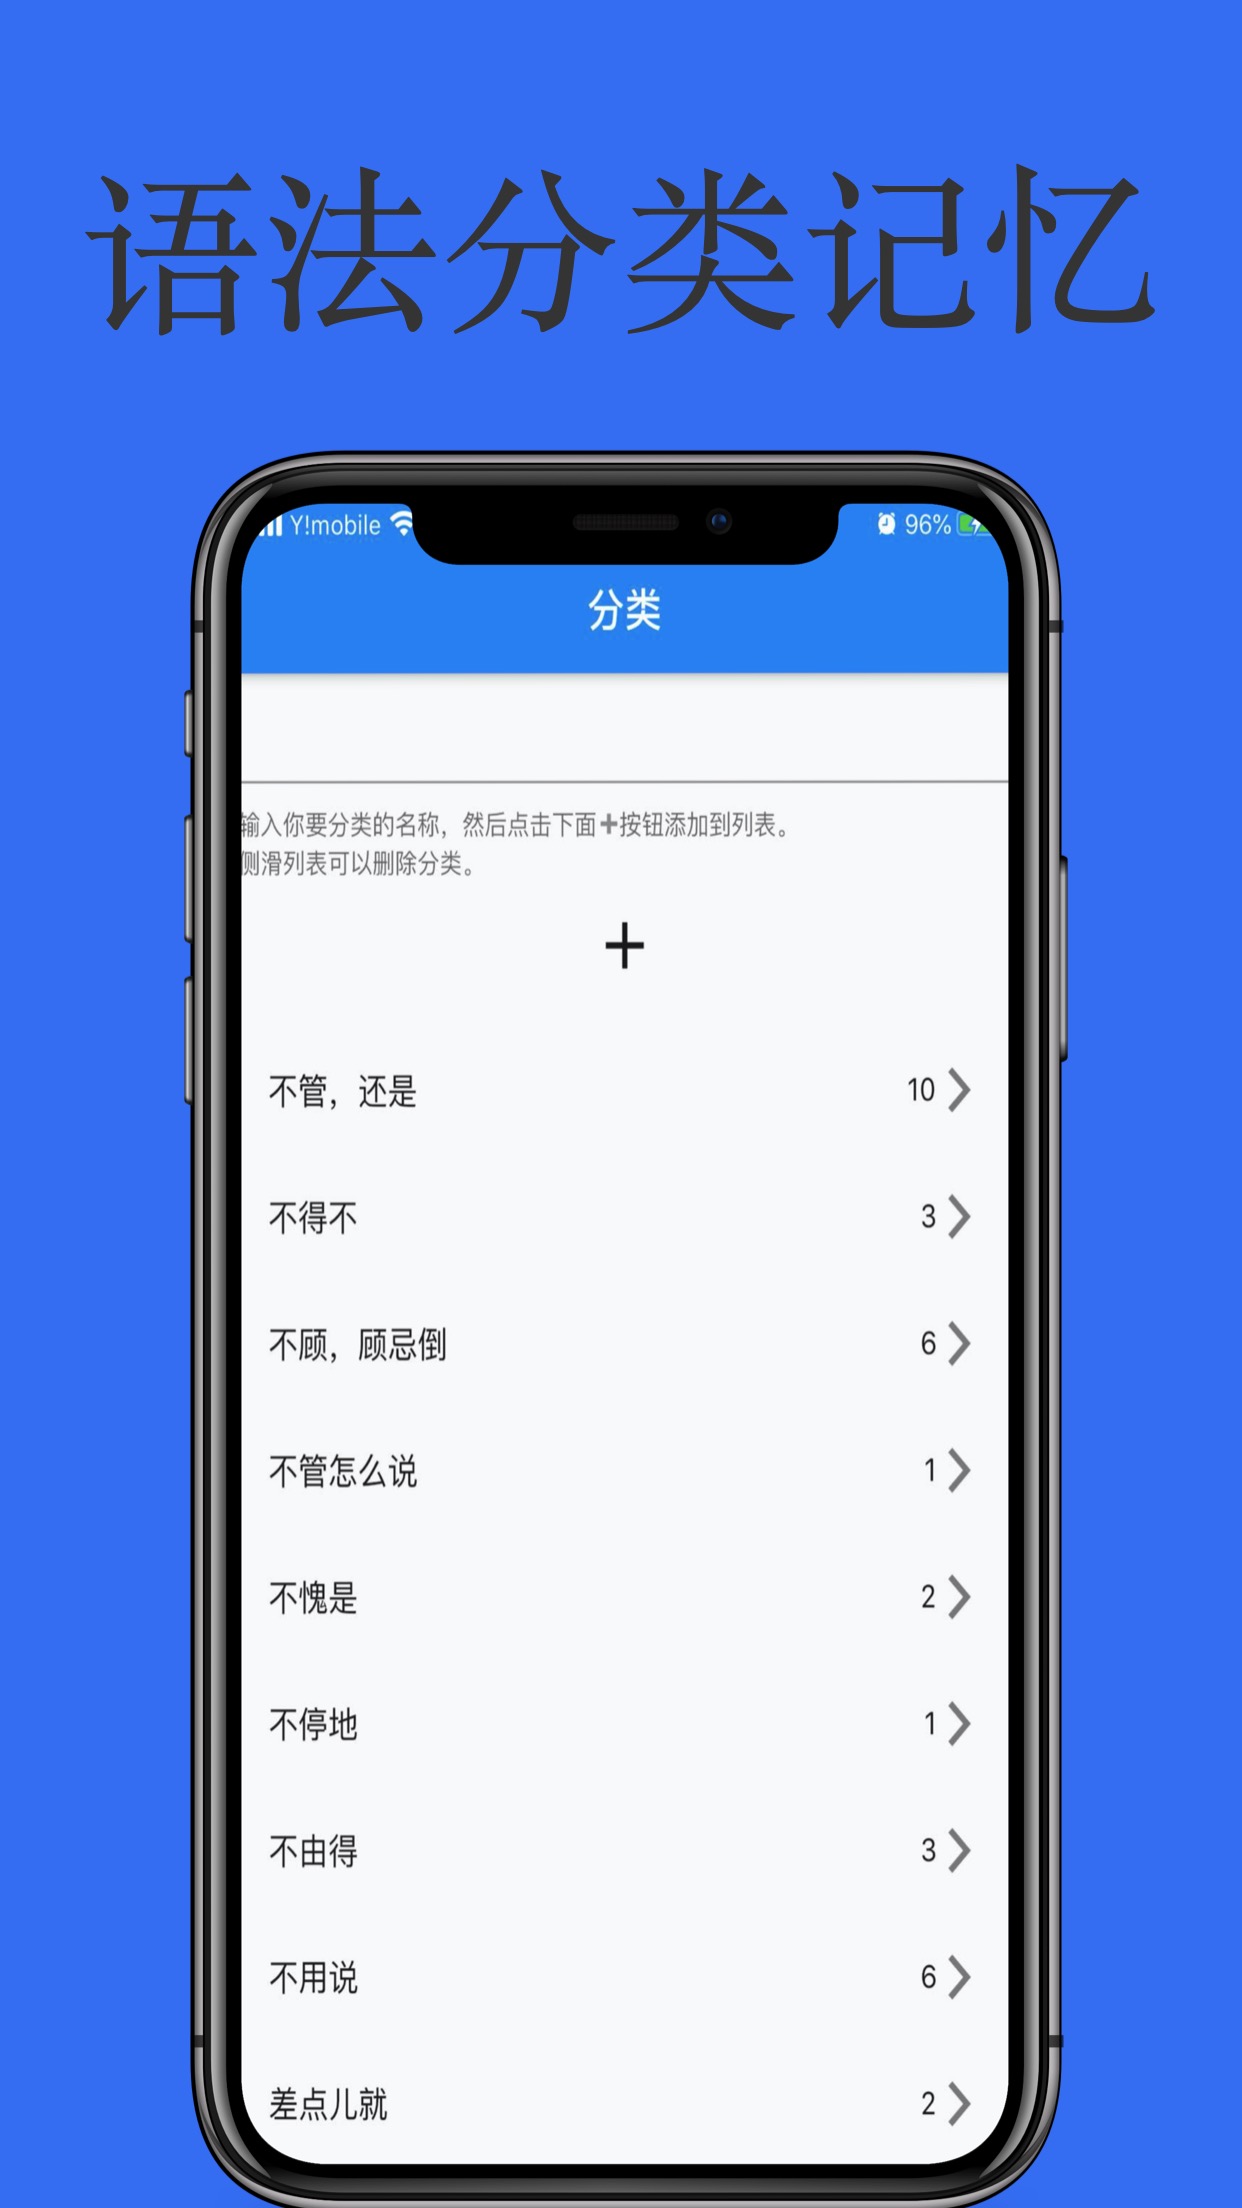 语法分类记忆
Y!mobile 96%
分类
输入你要分类的名称，然后点击下面+按钮添加到列表。
侧滑列表可以删除分类。
+
不管，还是 10
不得不 3
不顾，顾忌倒 6
不管怎么说 1
不愧是 2
不停地 1
不由得 3
不用说 6
差点儿就 2